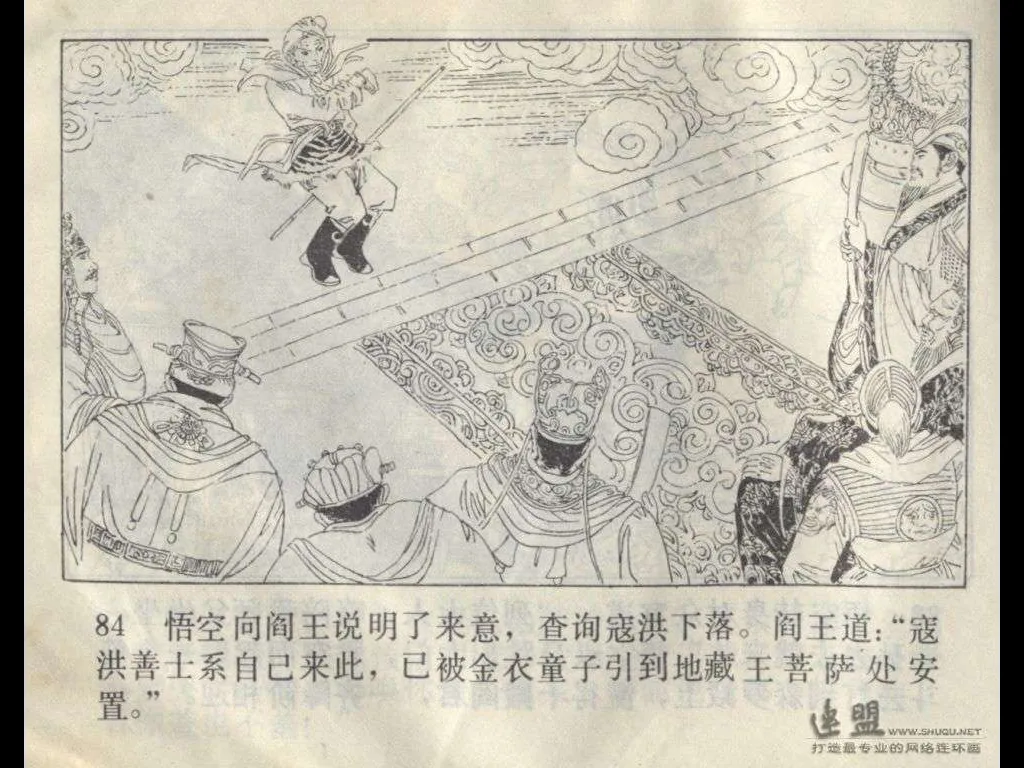 84 悟空向阎王说明了来意，查询寇洪下落。阎王道：“寇
洪善士系自己来此，已被金衣童子引到地藏王菩萨处安
置。”
连盟 WWW.SHUQU.NET
打造最专业的网络连环画